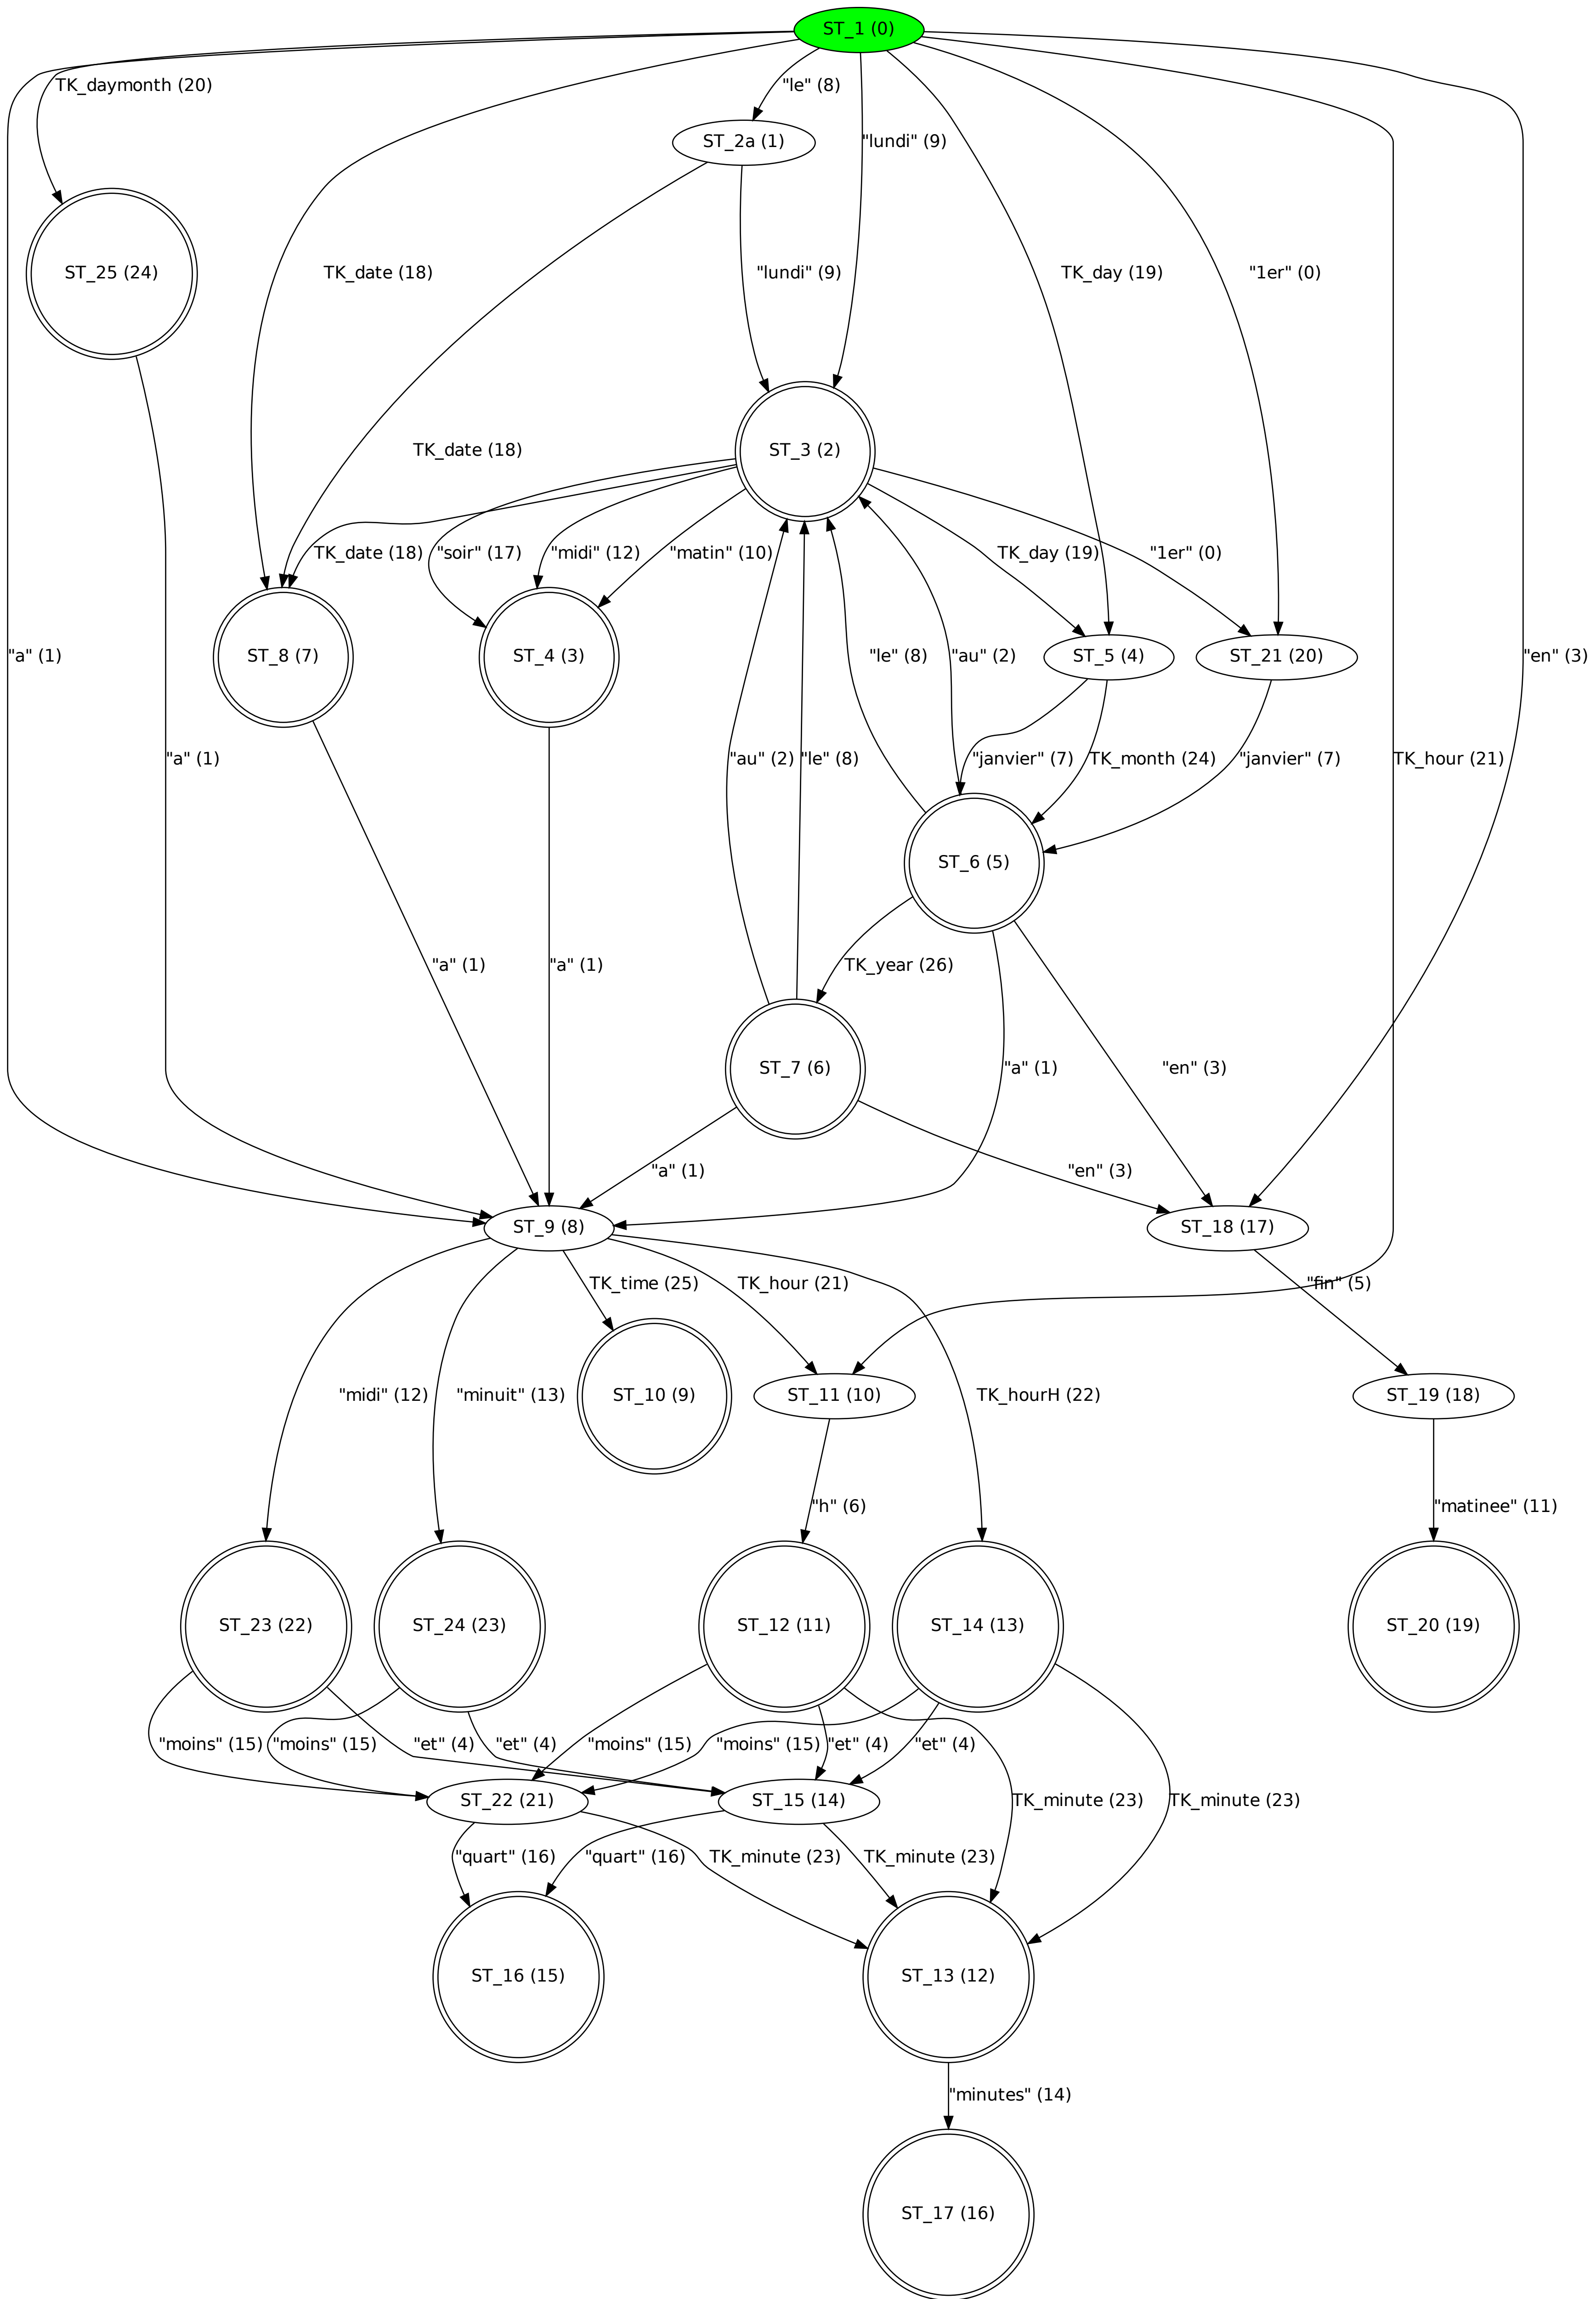 ST_1 (0)
TK_daymonth (20)
"le" (8)
ST_2a (1)
"lundi" (9)
ST_25 (24)
TK_date (18)
"lundi" (9)
TK_day (19)
"1er" (0)
TK_date (18)
ST_3 (2)
TK_date (18)
"soir" (17)
"midi" (12)
"matin" (10)
TK_day (19)
"1er" (0)
"a" (1)
ST_8 (7)
ST_4 (3)
"le" (8)
"au" (2)
ST_5 (4)
ST_21 (20)
"en" (3)
"a" (1)
"au" (2)
"le" (8)
"janvier" (7)
TK_month (24)
"janvier" (7)
TK_hour (21)
ST_6 (5)
"a" (1)
"a" (1)
TK_year (26)
ST_7 (6)
"a" (1)
"en" (3)
"a" (1)
"en" (3)
ST_9 (8)
ST_18 (17)
TK_time (25)
TK_hour (21)
"fin" (5)
"midi" (12)
"minuit" (13)
ST_10 (9)
ST_11 (10)
TK_hourH (22)
ST_19 (18)
"h" (6)
"matinee" (11)
ST_23 (22)
ST_24 (23)
ST_12 (11)
ST_14 (13)
ST_20 (19)
"moins" (15)
"moins" (15)
"et" (4)
"et" (4)
"moins" (15)
"moins" (15)
"et" (4)
"et" (4)
ST_22 (21)
ST_15 (14)
TK_minute (23)
TK_minute (23)
"quart" (16)
"quart" (16)
TK_minute (23)
TK_minute (23)
ST_16 (15)
ST_13 (12)
"minutes" (14)
ST_17 (16)